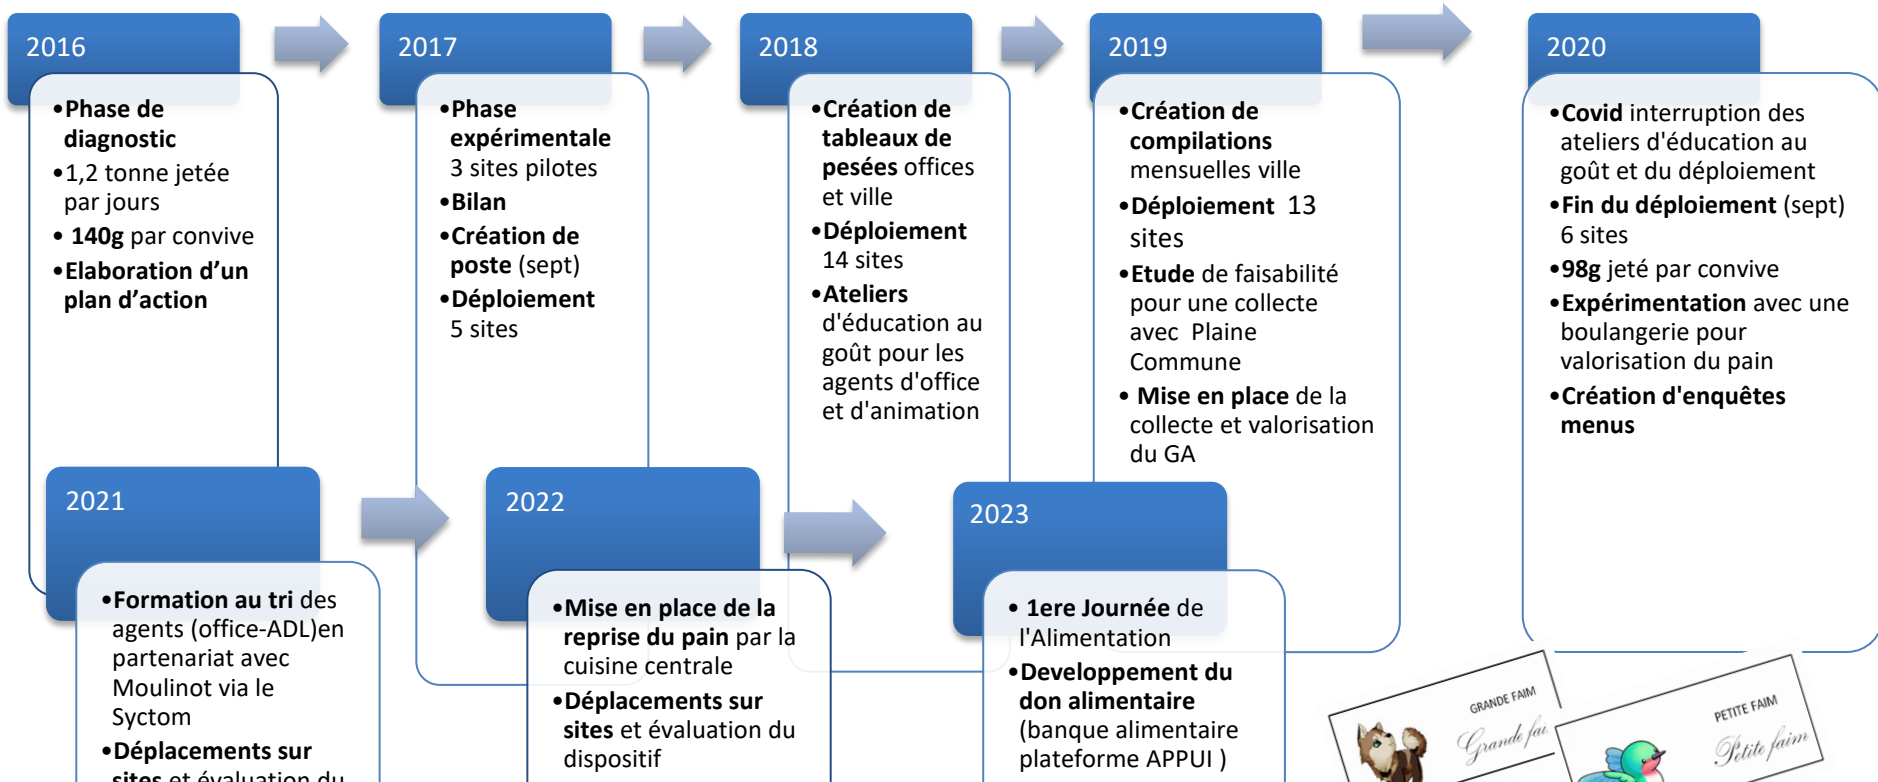 2016
•Phase de
diagnostic
•1,2 tonne jetée
par jours
• 140g par convive
•Elaboration d’un
plan d’action
2017
•Phase
expérimentale
3 sites pilotes
•Bilan
•Création de
poste (sept)
•Déploiement
5 sites
2018
•Création de
tableaux de
pesées offices
et ville
•Déploiement
14 sites
•Ateliers
d'éducation au
goût pour les
agents d'office
et d'animation
2019
•Création de
compilations
mensuelles ville
•Déploiement 13
sites
•Etude de faisabilité
pour une collecte
avec Plaine
Commune
• Mise en place de la
collecte et valorisation
du GA
2020
•Covid interruption des
ateliers d'éducation au
goût et du déploiement
•Fin du déploiement (sept)
6 sites
•98g jeté par convive
•Expérimentation avec une
boulangerie pour
valorisation du pain
•Création d'enquêtes
menus
2021
•Formation au tri des
agents (office-ADL)en
partenariat avec
Moulinot via le
Syctom
•Déplacements sur
sites et évaluation du
2022
•Mise en place de la
reprise du pain par la
cuisine centrale
•Déplacements sur
sites et évaluation du
dispositif
2023
• 1ere Journée de
l'Alimentation
•Developpement du
don alimentaire
(banque alimentaire
plateforme APPUI )
GRANDE FAIM
Grande fai
PETITE FAIM
Petite faim